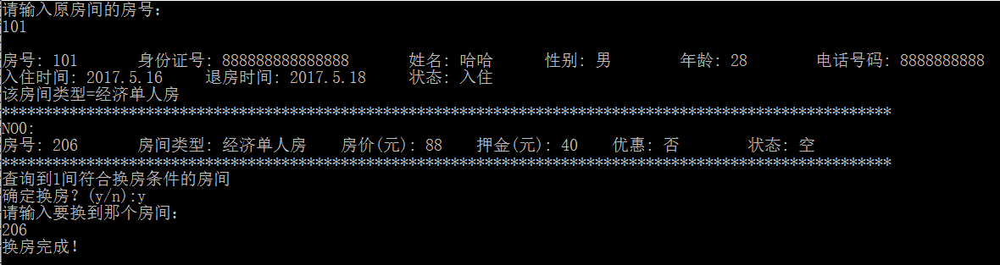 请输入原房间的房号:
101
房号: 101 身份证号: 888888888888888 姓名: 哈哈 性别: 男 年龄: 28 电话号码: 8888888888
入住时间: 2017.5.16 退房时间: 2017.5.18 状态: 入住
该房间类型=经济单人房
*********************************************************************************************************
NO0:
房号: 206 房间类型: 经济单人房 房价(元): 88 押金(元): 40 优惠: 否 状态: 空
*********************************************************************************************************
查询到1间符合换房条件的房间
确定换房? (y/n):y
请输入要换到那个房间:
206
换房完成!